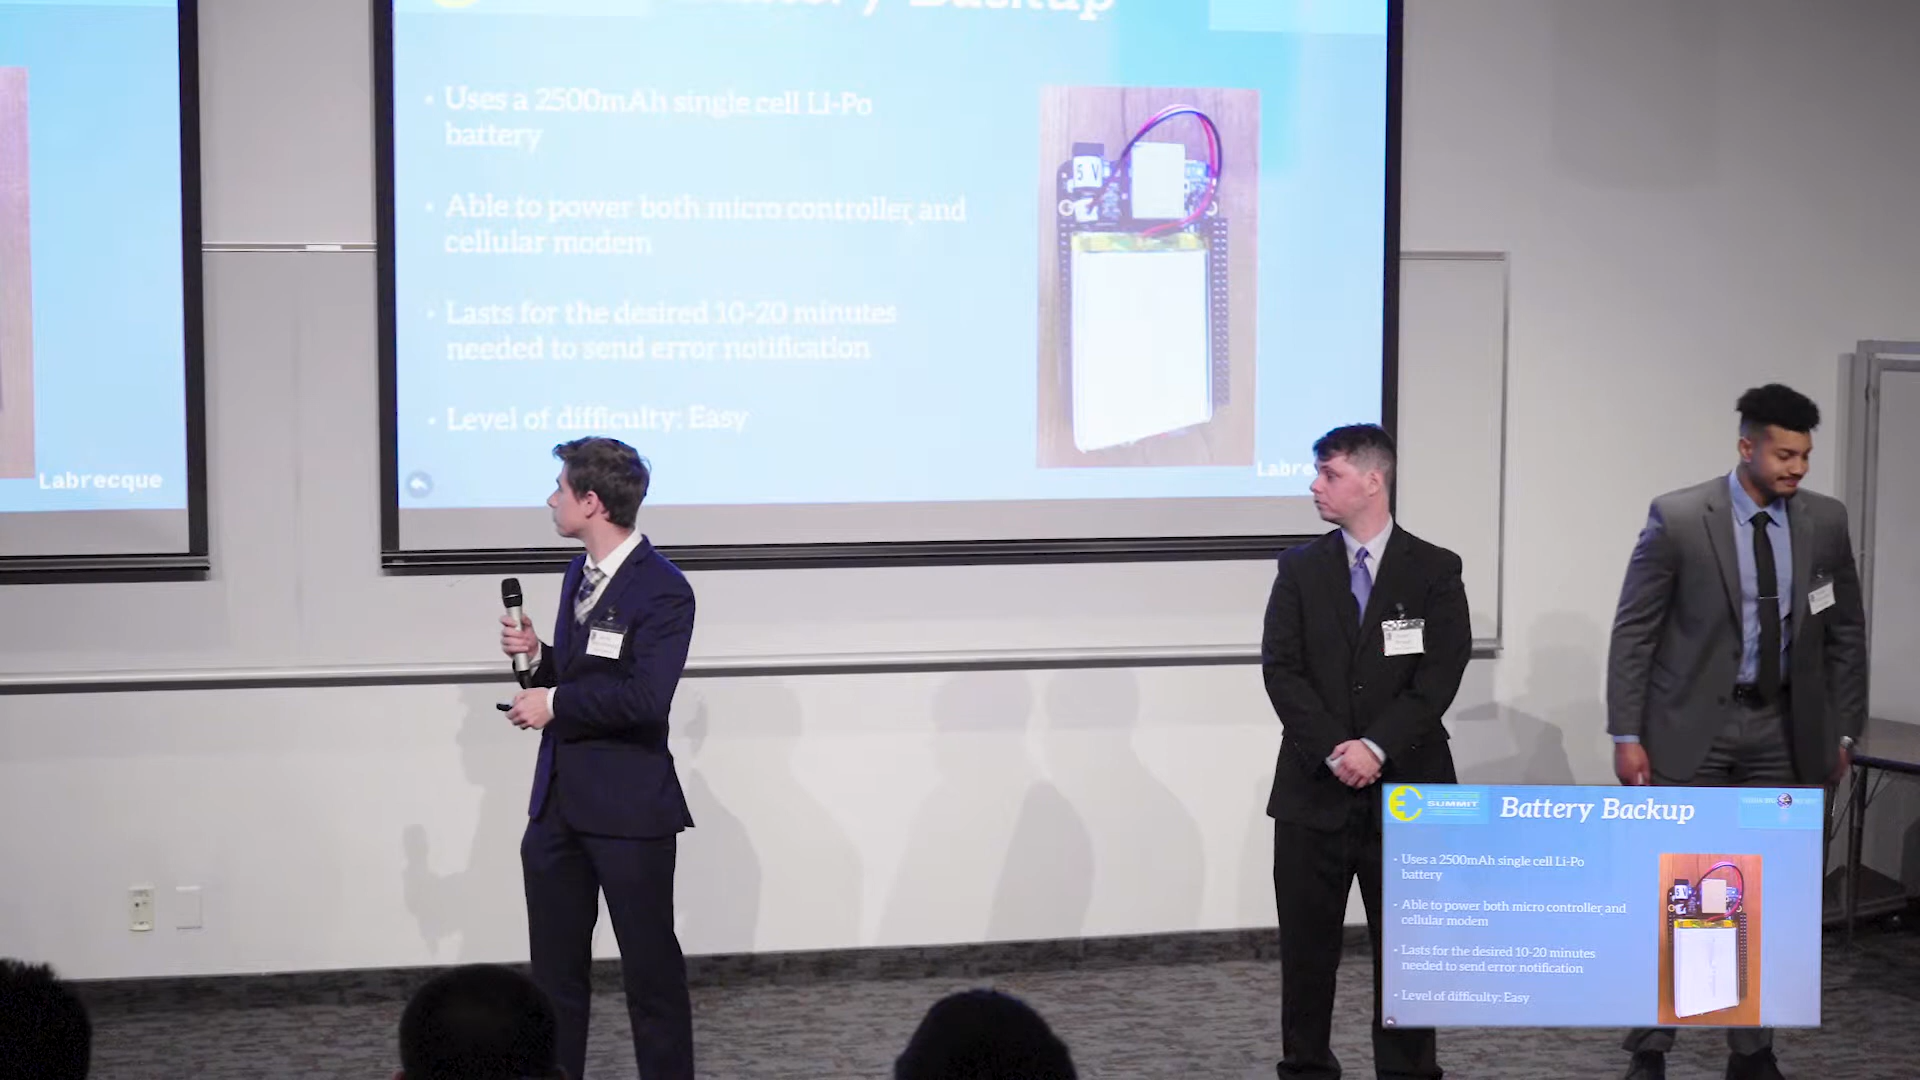 Battery Backup
• Uses a 2500mAh single cell Li-Po
battery
• Able to power both micro controller and
cellular modem
• Lasts for the desired 10-20 minutes
needed to send error notification
• Level of difficulty: Easy
5 V
Labrecque
Labre
SUMMIT
Battery Backup
• Uses a 2500mAh single cell Li-Po
battery
• Able to power both micro controller and
cellular modem
• Lasts for the desired 10-20 minutes
needed to send error notification
• Level of difficulty: Easy
5 V